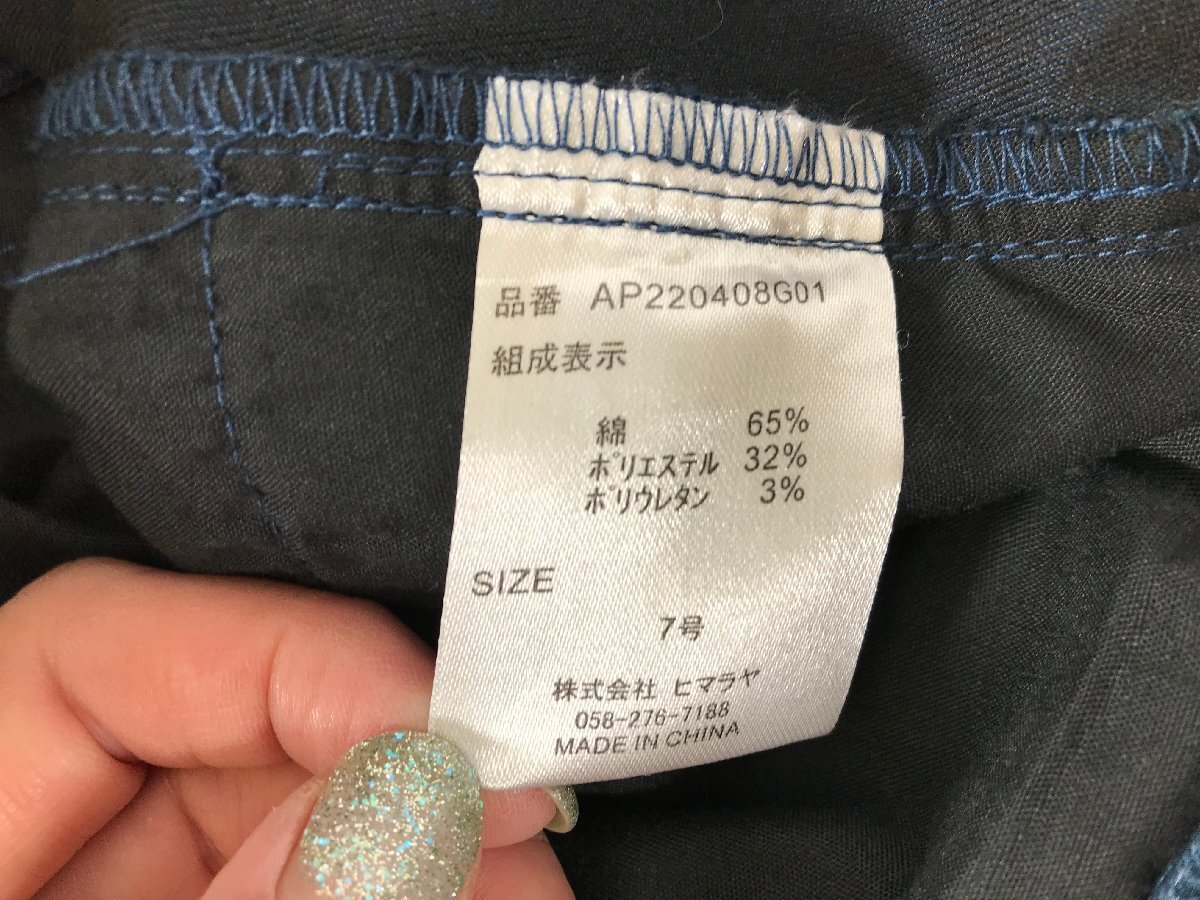 品番 AP220408G01
組成表示
綿 65%
ポリエステル 32%
ポリウレタン 3%
SIZE
7号
株式会社 ヒマラヤ
058-276-7188
MADE IN CHINA